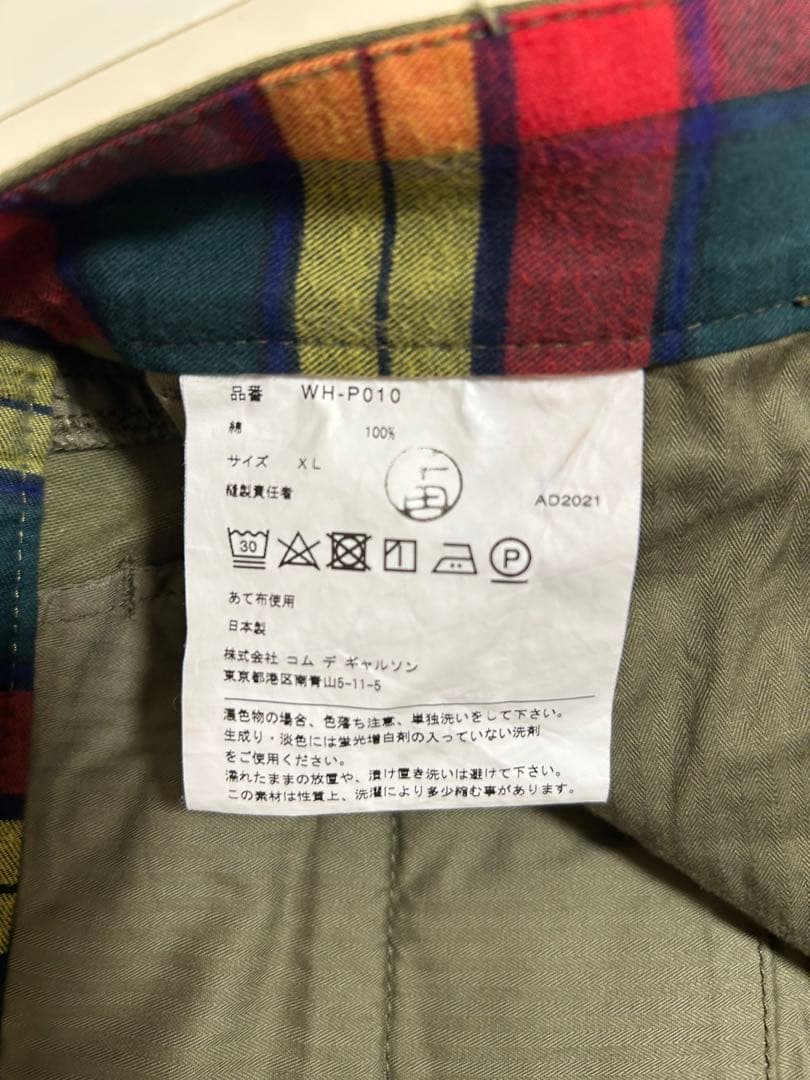 品番 WH-P010
綿 100%
サイズ XL
縫製責任者
AD2021
30
P
あて布使用
日本製
株式会社 コム デ ギャルソン
東京都港区南青山5-11-5
濃色物の場合、色落ち注意、単独洗いをして下さい。
生成り・淡色には蛍光増白剤の入っていない洗剤
をご使用ください。
濡れたままの放置や、漬け置き洗いは避けて下さい。
この素材は性質上、洗濯により多少縮む事があります。